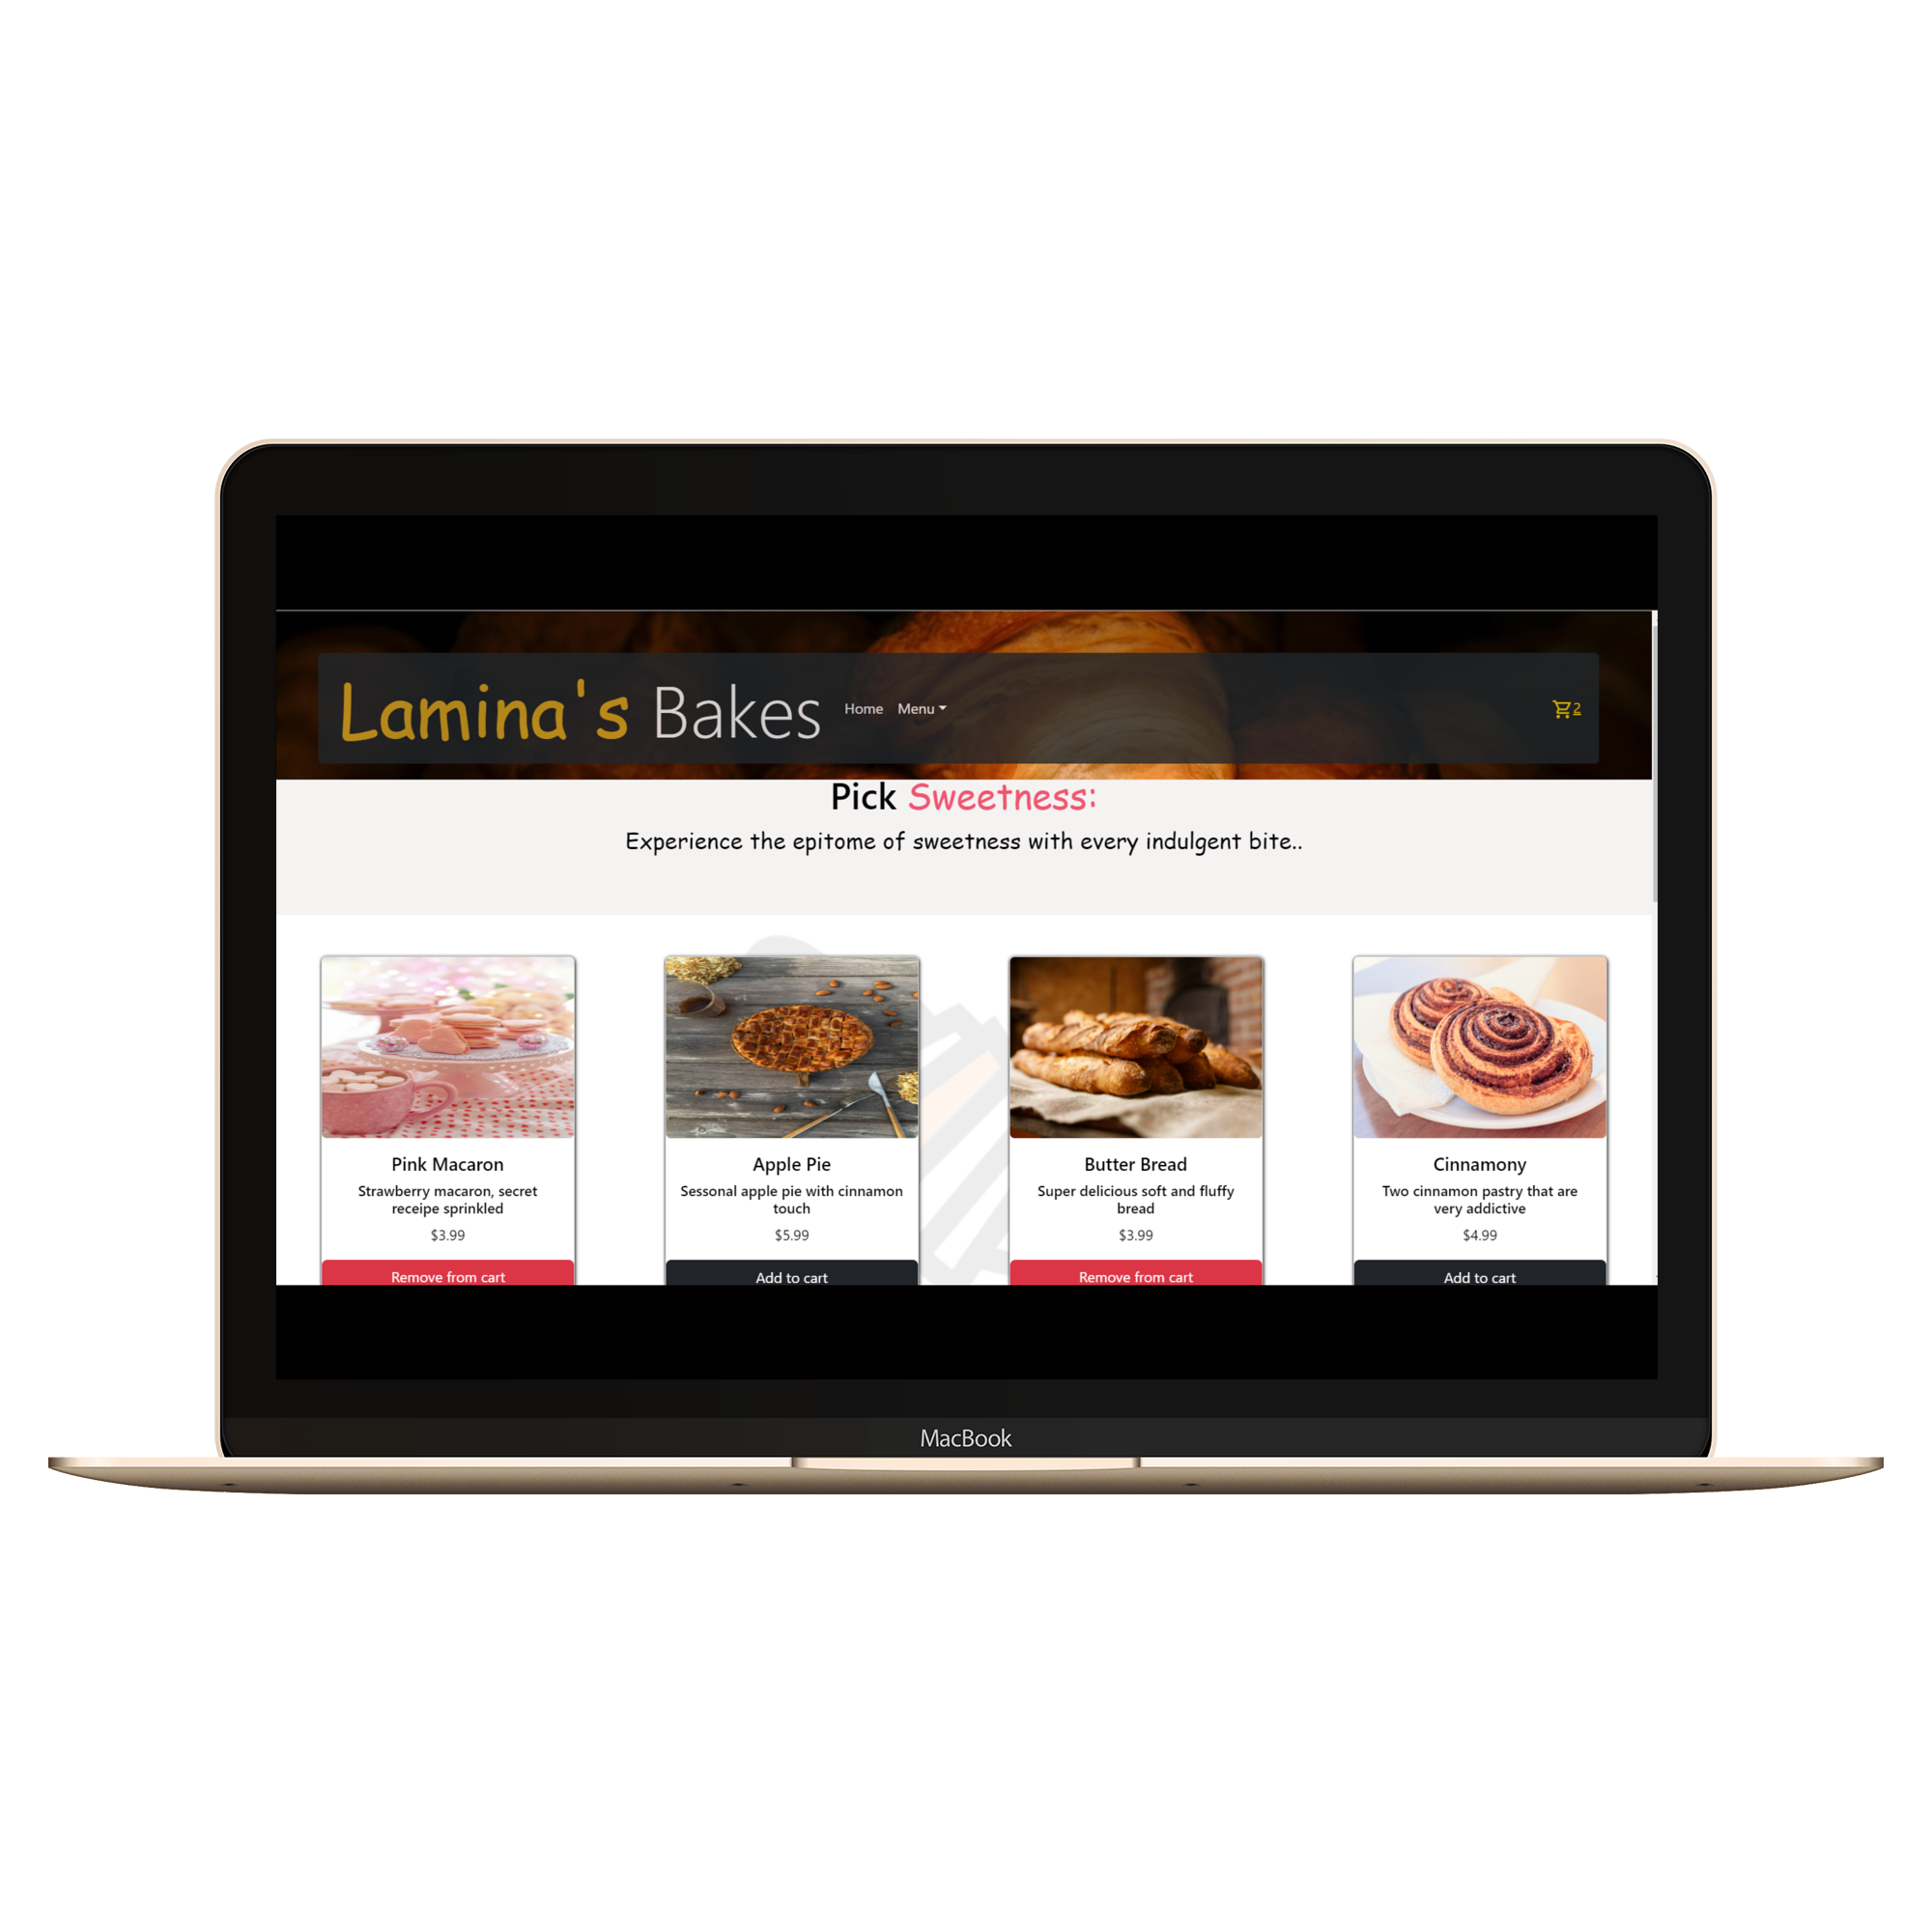 Lamina's Bakes Home Menu 2
Pick Sweetness:
Experience the epitome of sweetness with every indulgent bite..
Pink Macaron
Strawberry macaron, secret
receipe sprinkled
$3.99
Remove from cart
Apple Pie
Sessonal apple pie with cinnamon
touch
$5.99
Add to cart
Butter Bread
Super delicious soft and fluffy
bread
$3.99
Remove from cart
Cinnamony
Two cinnamon pastry that are
very addictive
$4.99
Add to cart
MacBook